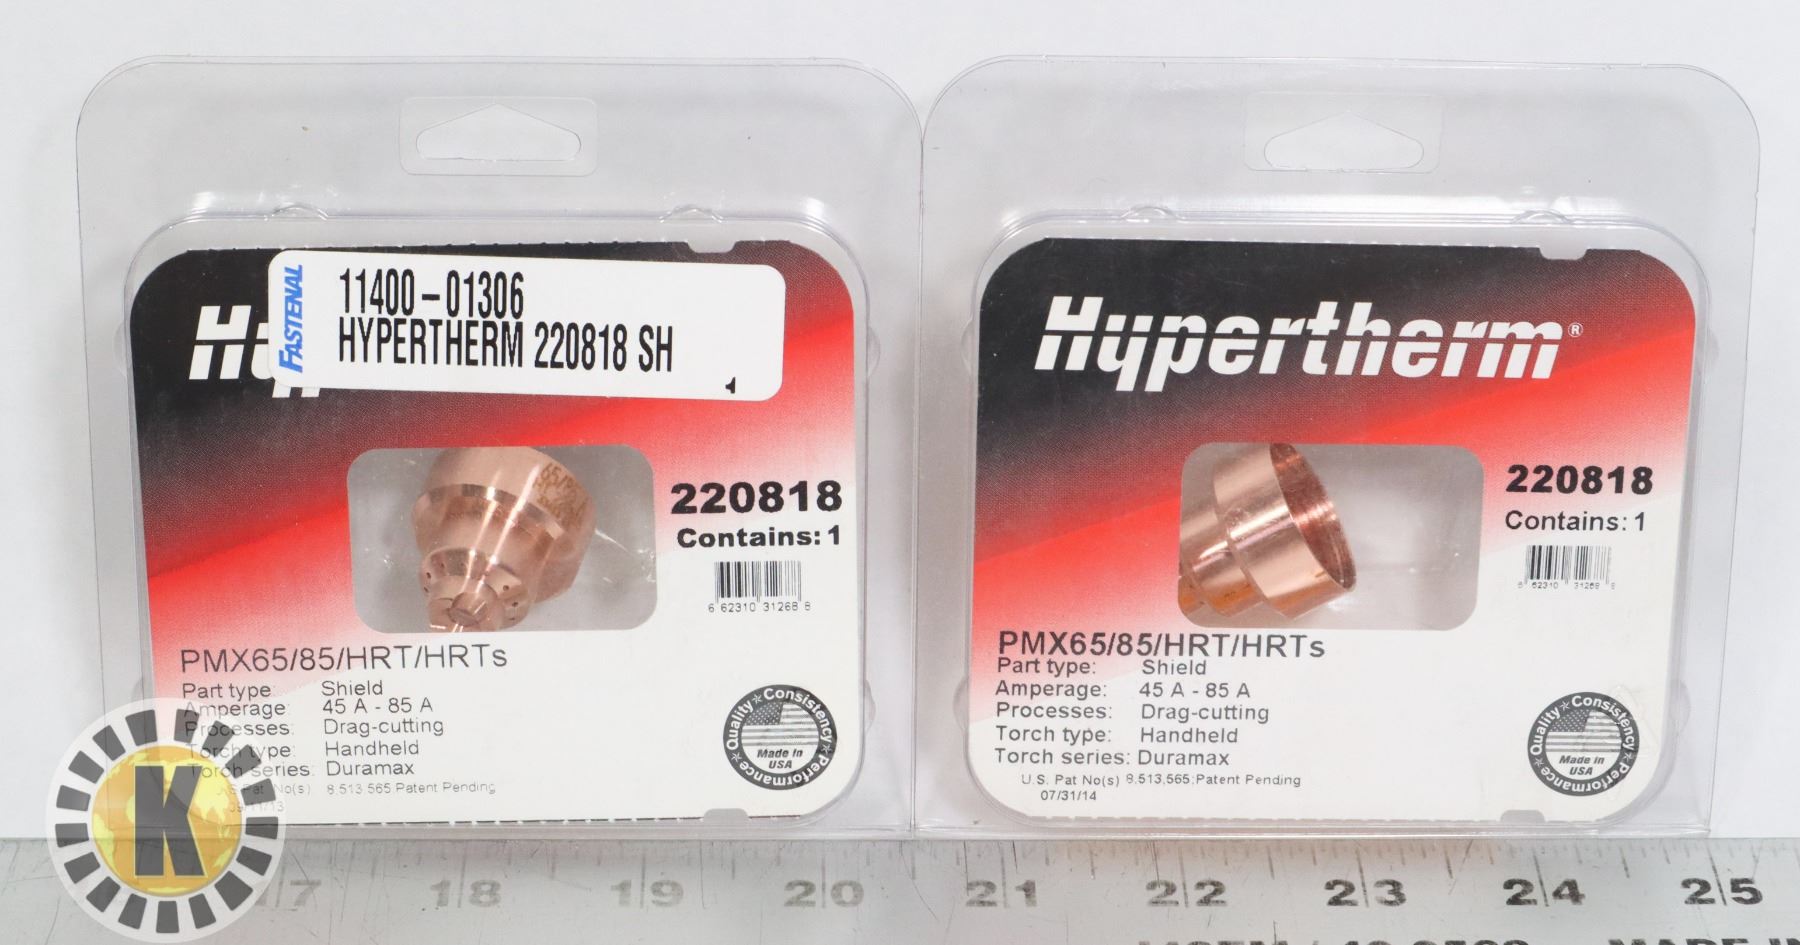 FASTENAL
11400-01306
HYPERTHERM 220818 SH
220818
Contains: 1
6 62310 31268 8
PMX65/85/HRT/HRTs
Part type: Shield
Amperage: 45 A - 85 A
Processes: Drag-cutting
Torch type: Handheld
Torch series: Duramax
U.S. Pat No(s) 8,513,565 Patent Pending
Quality Consistency Performance
Made in
USA
65/85A
Hypertherm®
220818
Contains: 1
6 62310 31268 8
PMX65/85/HRT/HRTs
Part type: Shield
Amperage: 45 A - 85 A
Processes: Drag-cutting
Torch type: Handheld
Torch series: Duramax
U.S. Pat No(s) 8,513,565;Patent Pending
07/31/14
Quality Consistency Performance
Made in
USA
K
17 18 19 20 21 22 23 24 25